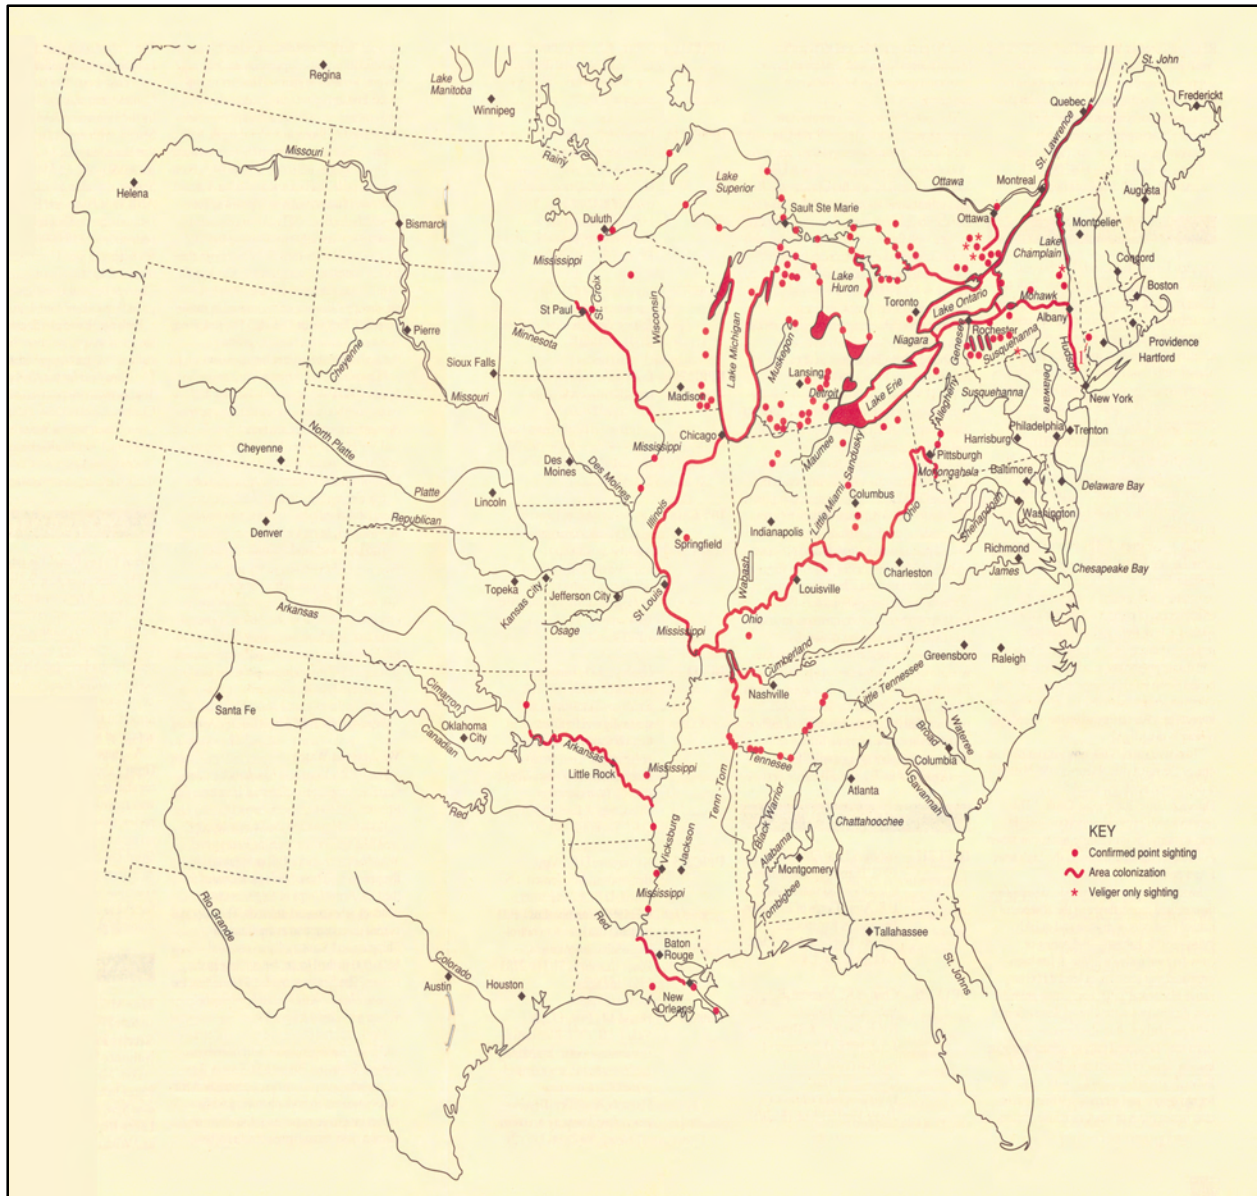 Regina
Lake
Manitoba
Winnipeg
St. John
Frederickt
Quebec
St. Lawrence
Missouri
Rainy
Helena
Lake
Superior
Ottawa
Montreal
Augusta
Bismarck
Duluth
Sault Ste Marie
Ottawa
Montpelier
Lake
Champlain
Mississippi
Concord
Lake
Huron
Boston
St. Croix
Wisconsin
Toronto
Lake Ontario
Mohawk
St Paul
Minnesota
Pierre
Lake Michigan
Muskegon
Niagara
Genesee
Rochester
Albany
Providence
Susquehanna
Hudson
Hartford
Cheyenne
Sioux Falls
Missouri
Madison
Lansing
Detroit
Lake Erie
Allegheny
Susquehanna
Delaware
New York
North Platte
Chicago
Mississippi
Maumee
Sandusky
Philadelphia
Trenton
Harrisburg
Pittsburgh
Cheyenne
Des
Moines
Des Moines
Monongahela
Baltimore
Delaware Bay
Platte
Lincoln
Little Miami
Columbus
Ohio
Shenandoah
Washington
Republican
Denver
Illinois
Springfield
Indianapolis
Richmond
James
Chesapeake Bay
Charleston
Wabash
Louisville
Topeka
Kansas City
Jefferson City
St Louis
Arkansas
Osage
Mississippi
Ohio
Cumberland
Greensboro
Raleigh
Little Tennessee
Nashville
Santa Fe
Cimarron
Oklahoma
City
Canadian
Arkansas
Little Rock
Mississippi
Tennesee
Broad
Wateree
Columbia
Savannah
Red
Tenn -Tom
Black Warrior
Atlanta
Chattahoochee
Vicksburg
Jackson
Alabama
Montgomery
Tombigbee
Mississippi
KEY
Confirmed point sighting
Area colonization
Veliger only sighting
Rio Grande
Red
Baton
Rouge
Tallahassee
St. Johns
Colorado
Austin
Houston
New
Orleans